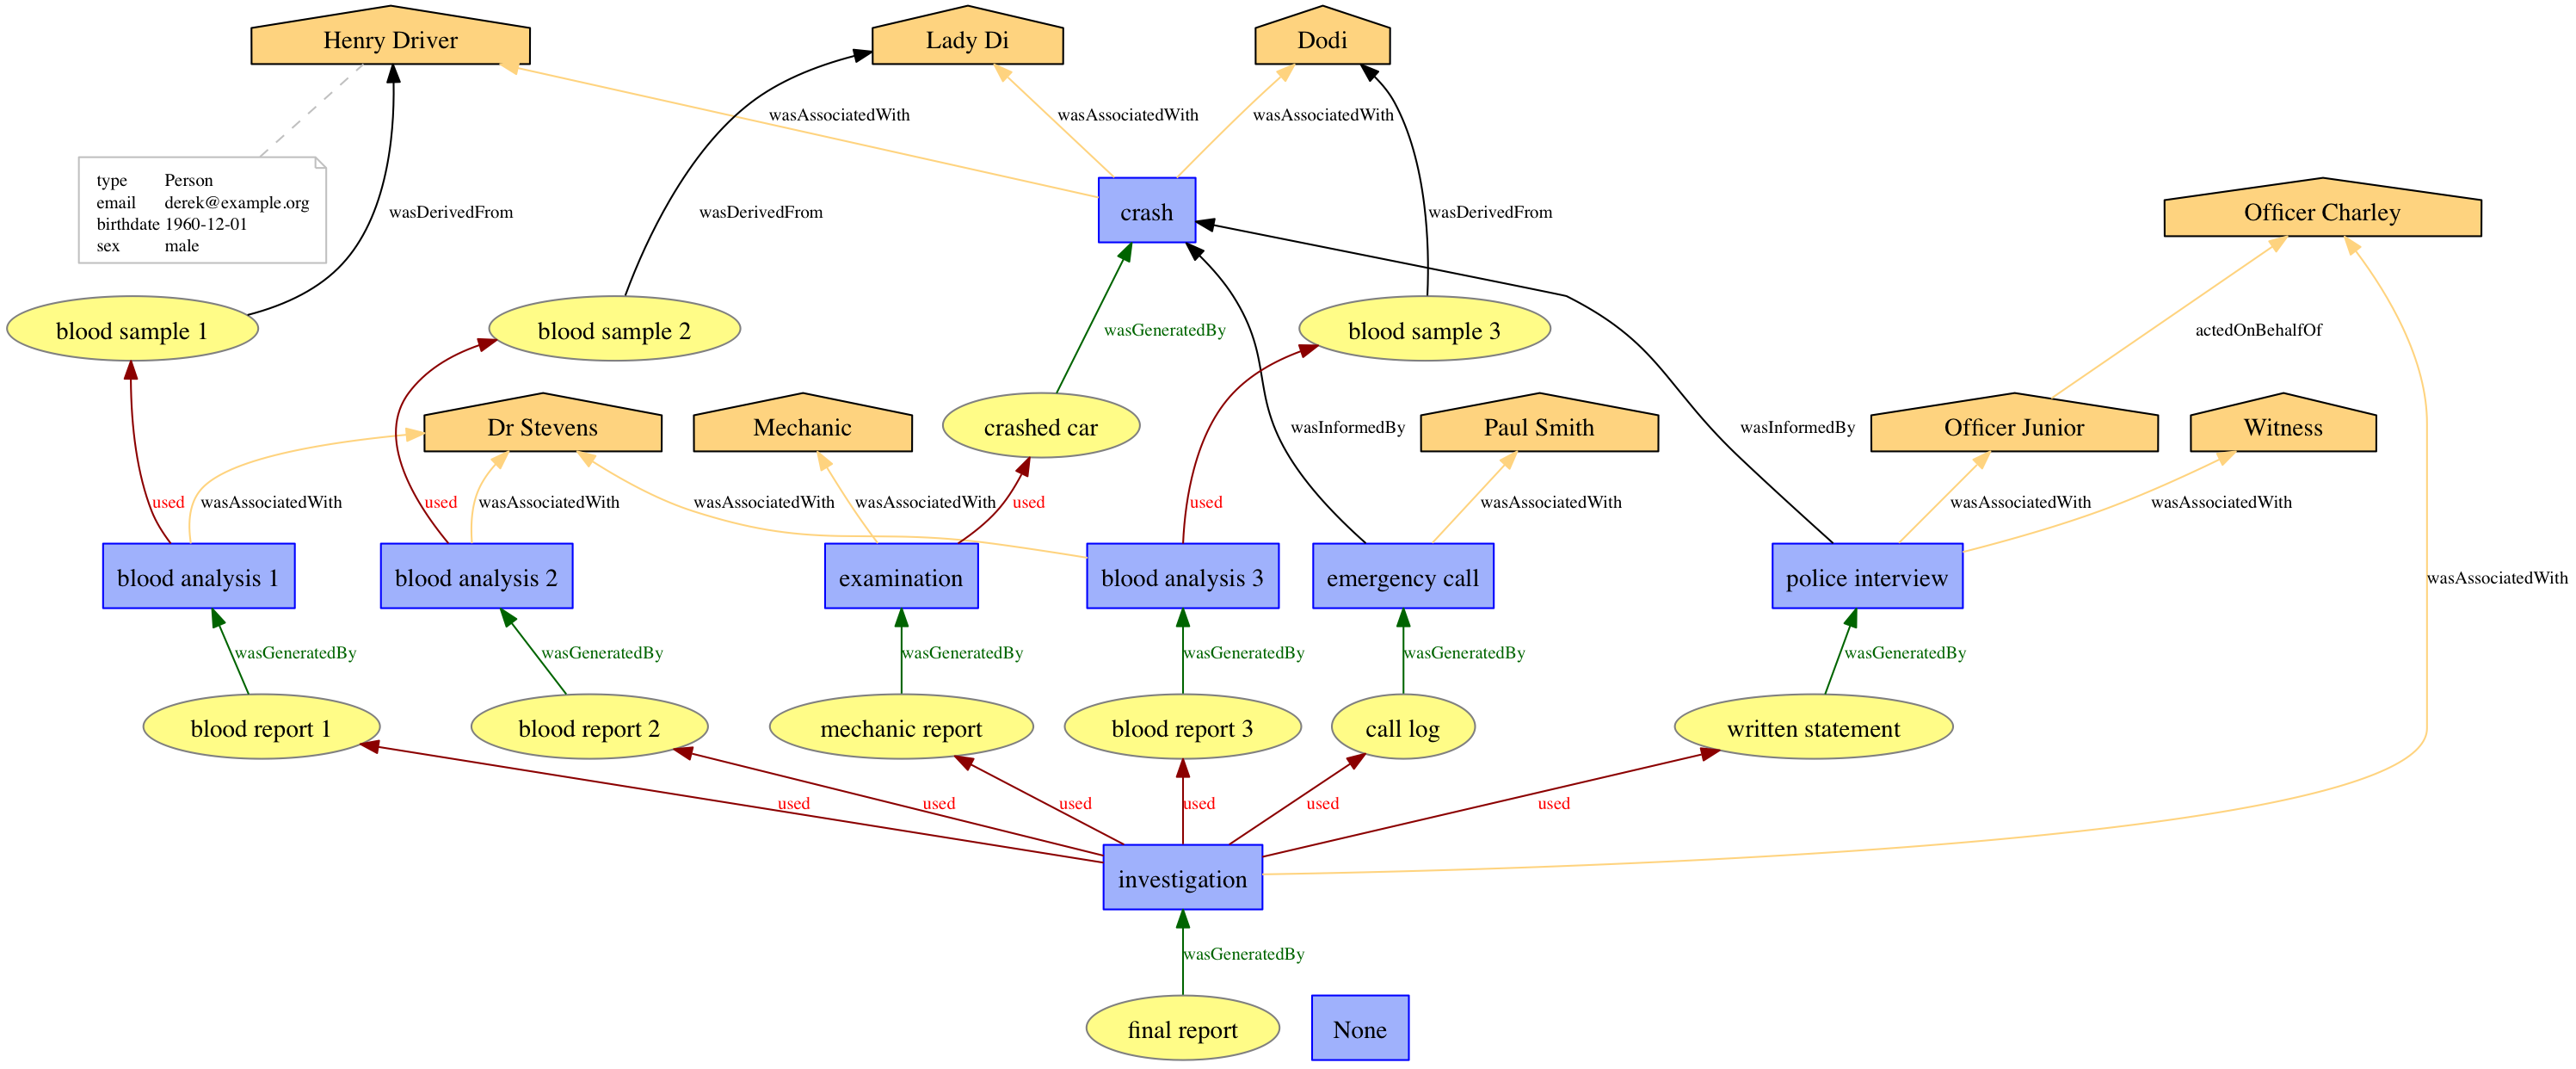 Henry Driver
Lady Di
Dodi
wasAssociatedWith
wasAssociatedWith
wasAssociatedWith
type Person
email derek@example.org
birthdate 1960-12-01
sex male
wasDerivedFrom
wasDerivedFrom
crash
wasDerivedFrom
Officer Charley
blood sample 1
blood sample 2
wasGeneratedBy
blood sample 3
actedOnBehalfOf
Dr Stevens
Mechanic
crashed car
wasInformedBy
Paul Smith
wasInformedBy
Officer Junior
Witness
used
wasAssociatedWith
used
wasAssociatedWith
wasAssociatedWith
wasAssociatedWith
used
used
wasAssociatedWith
wasAssociatedWith
wasAssociatedWith
blood analysis 1
blood analysis 2
examination
blood analysis 3
emergency call
police interview
wasAssociatedWith
wasGeneratedBy
wasGeneratedBy
wasGeneratedBy
wasGeneratedBy
wasGeneratedBy
wasGeneratedBy
blood report 1
blood report 2
mechanic report
blood report 3
call log
written statement
used
used
used
used
used
used
investigation
wasGeneratedBy
final report
None